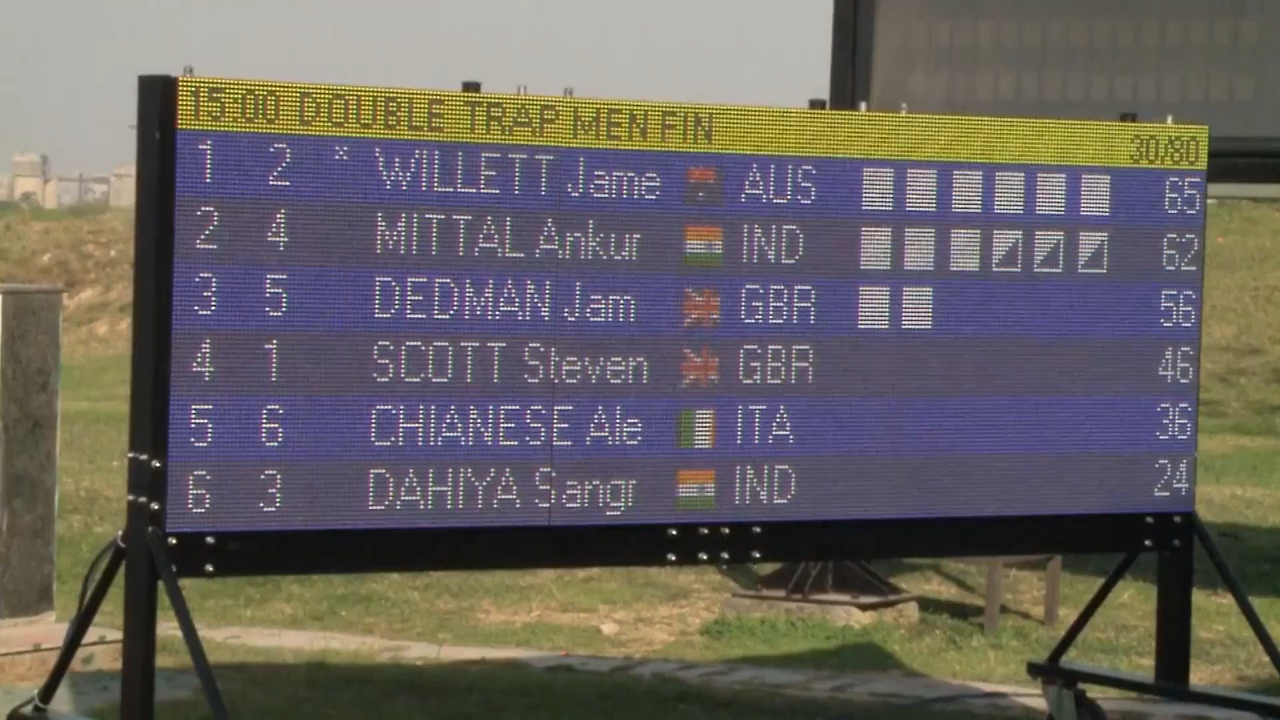 15:00 DOUBLE TRAP MEN FIN 30/80
1 2 * WILLETT Jame AUS 65
2 4 MITTAL Ankur IND 62
3 5 DEDMAN Jam GBR 56
4 1 SCOTT Steven GBR 46
5 6 CHIANESE Ale ITA 36
6 3 DAHIYA Sangr IND 24